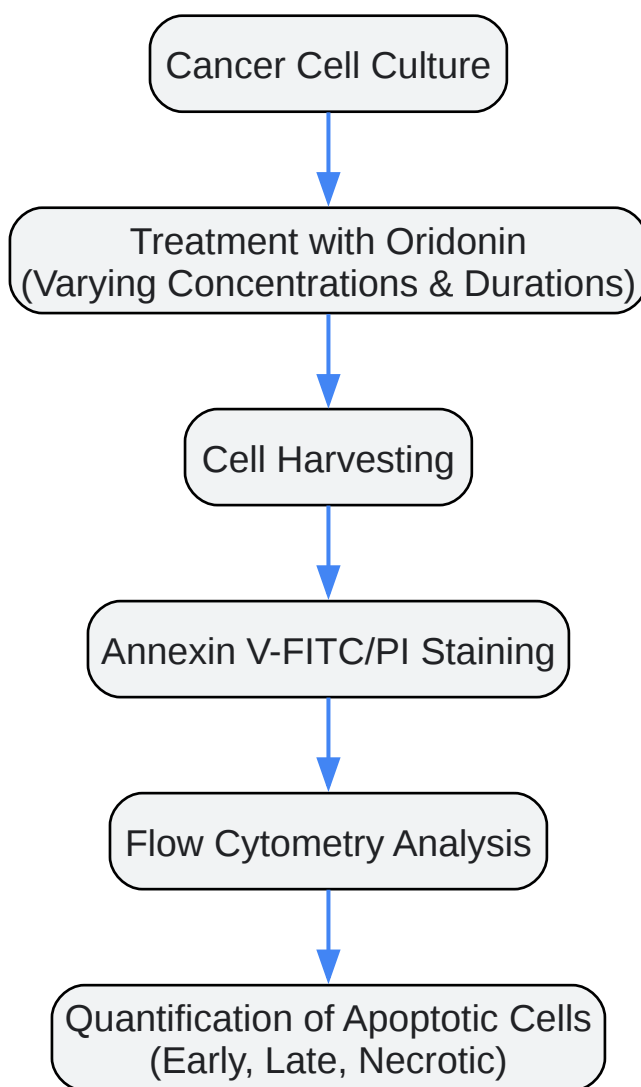 Cancer Cell Culture
Treatment with Oridonin
(Varying Concentrations & Durations)
Cell Harvesting
Annexin V-FITC/PI Staining
Flow Cytometry Analysis
Quantification of Apoptotic Cells
(Early, Late, Necrotic)